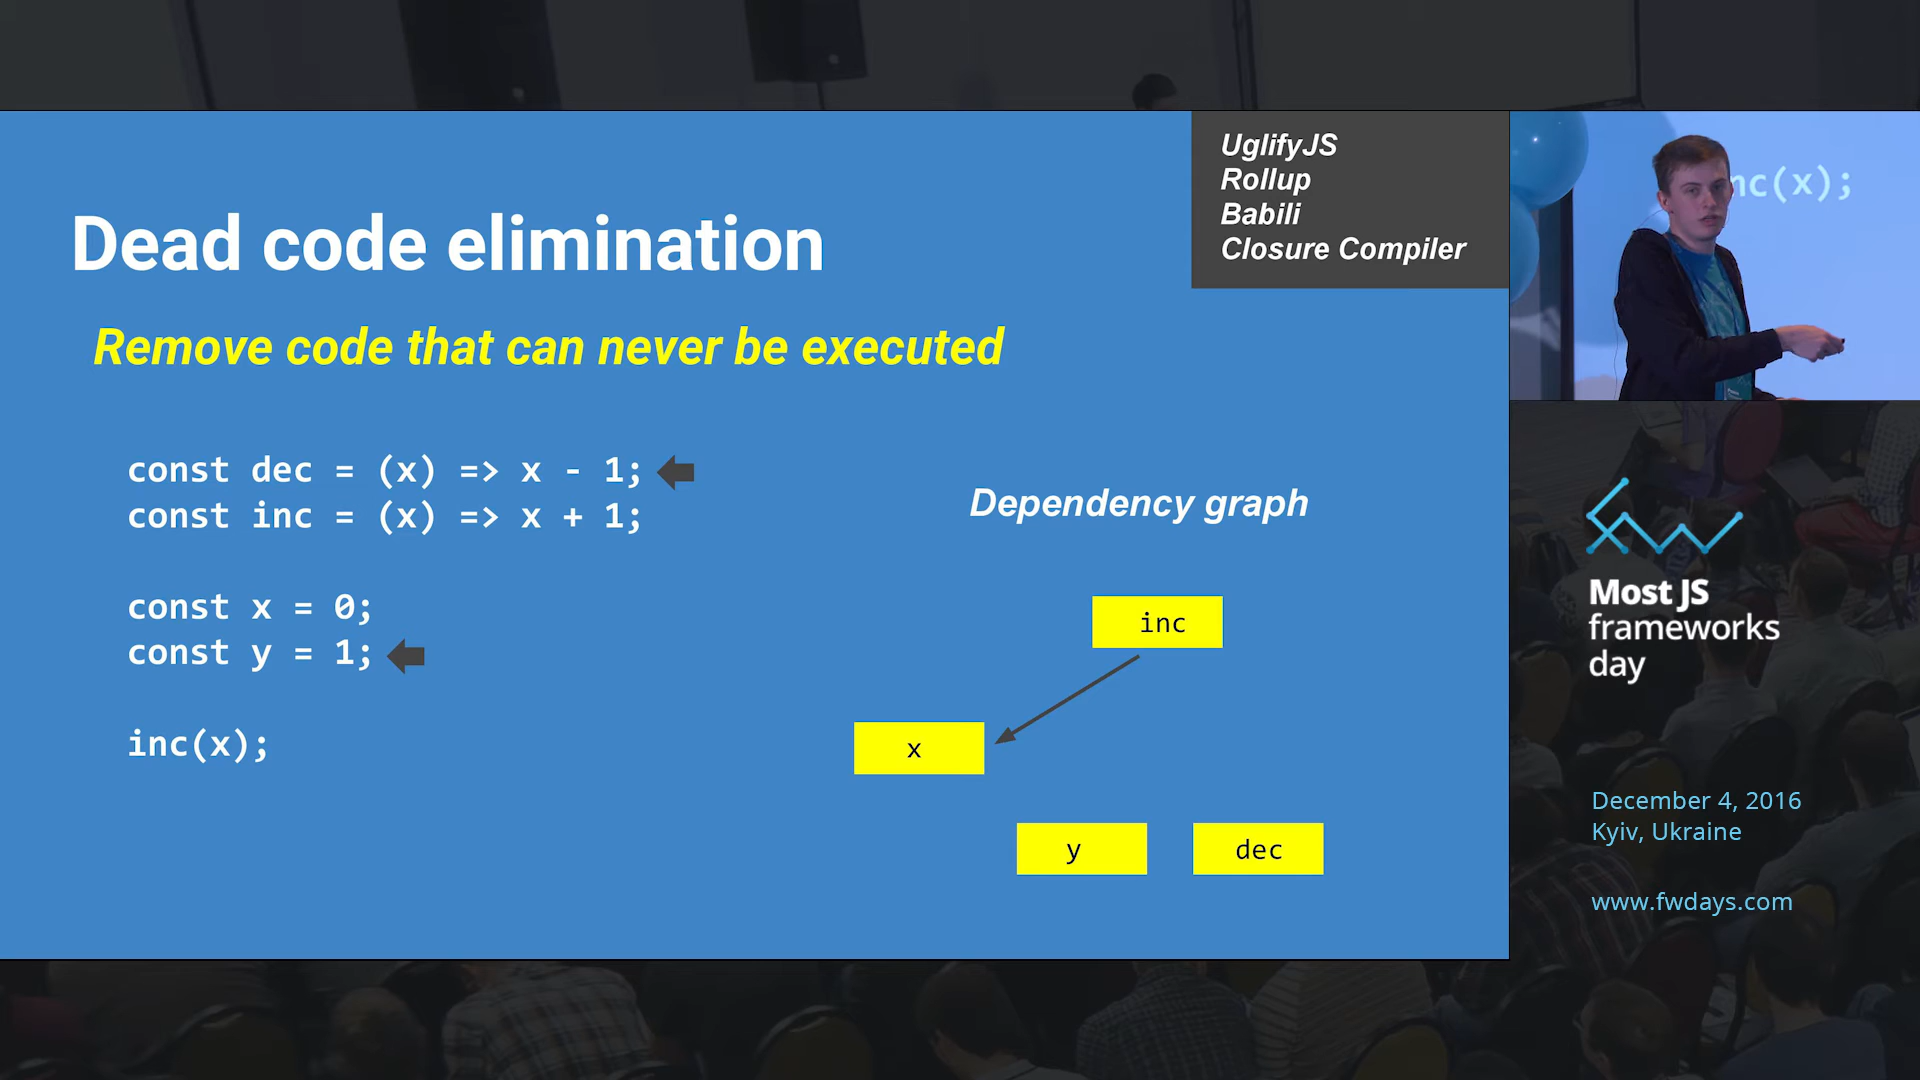 UglifyJS
Rollup
Babili
Closure Compiler
Dead code elimination
Remove code that can never be executed
const dec = (x) => x - 1;
const inc = (x) => x + 1;
const x = 0;
const y = 1;
inc(x);
Dependency graph
inc
x
y
dec
nc(x);
Most JS
frameworks
day
December 4, 2016
Kyiv, Ukraine
www.fwdays.com